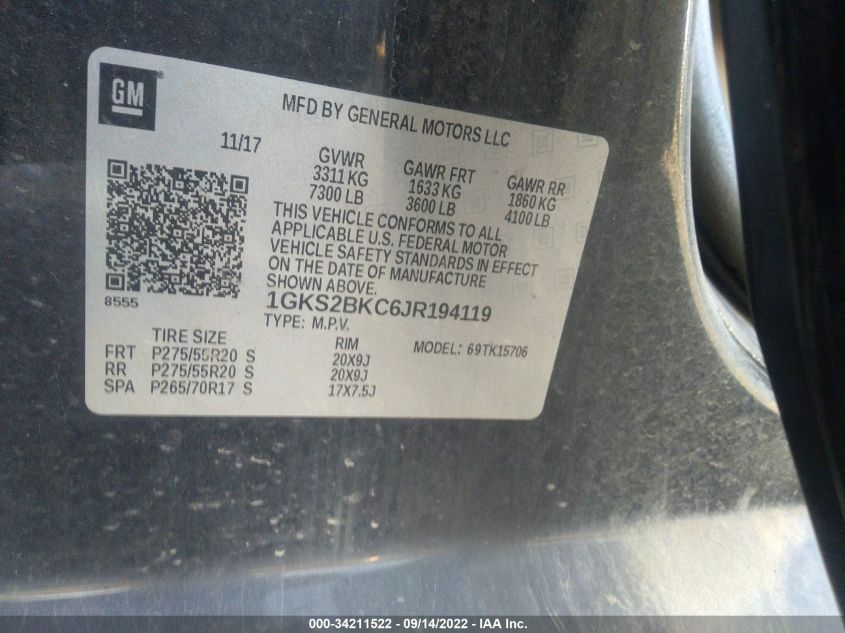 GM ®
MFD BY GENERAL MOTORS LLC
11/17
GVWR
3311 KG
7300 LB
GAWR FRT
1633 KG
3600 LB
GAWR RR
1860 KG
4100 LB
THIS VEHICLE CONFORMS TO ALL
APPLICABLE U.S. FEDERAL MOTOR
VEHICLE SAFETY STANDARDS IN EFFECT
ON THE DATE OF MANUFACTURE
SHOWN ABOVE.
8555
1GKS2BKC6JR194119
TYPE: M.P.V.
MODEL: 69TK15706
TIRE SIZE RIM
FRT P275/55R20 S 20X9J
RR P275/55R20 S 20X9J
SPA P265/70R17 S 17X7.5J
000-34211522 - 09/14/2022 - IAA Inc.